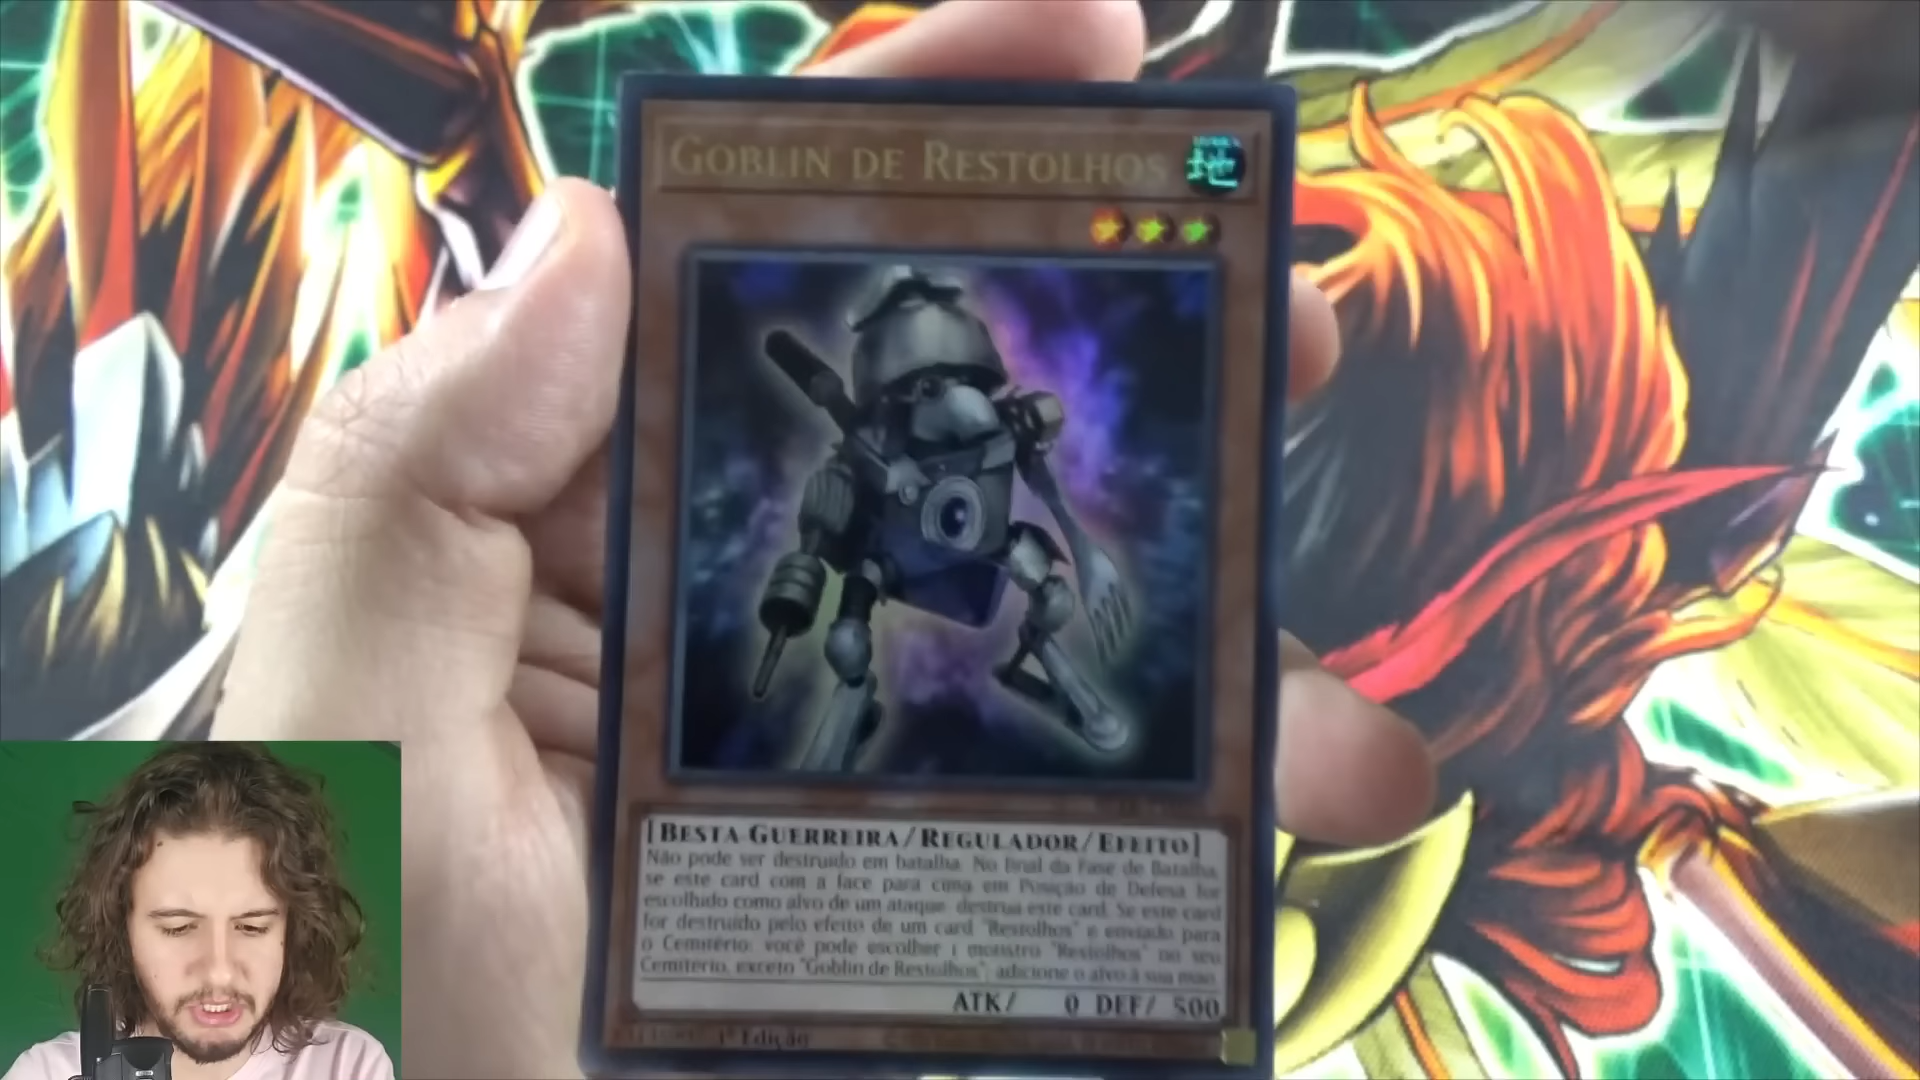 GOBLIN DE RESTOLHOS
地
[BESTA-GUERREIRA/REGULADOR/EFEITO]
Não pode ser destruído em batalha. No final da Fase de Batalha,
se este card com a face para cima em Posição de Defesa for
escolhido como alvo de um ataque: destrua este card. Se este card
for destruído pelo efeito de um card "Restolhos" e enviado para
o Cemitério: você pode escolher 1 monstro "Restolhos" no seu
Cemitério, exceto "Goblin de Restolhos"; adicione o alvo à sua mão.
ATK/ 0 DEF/ 500
1ª Edição